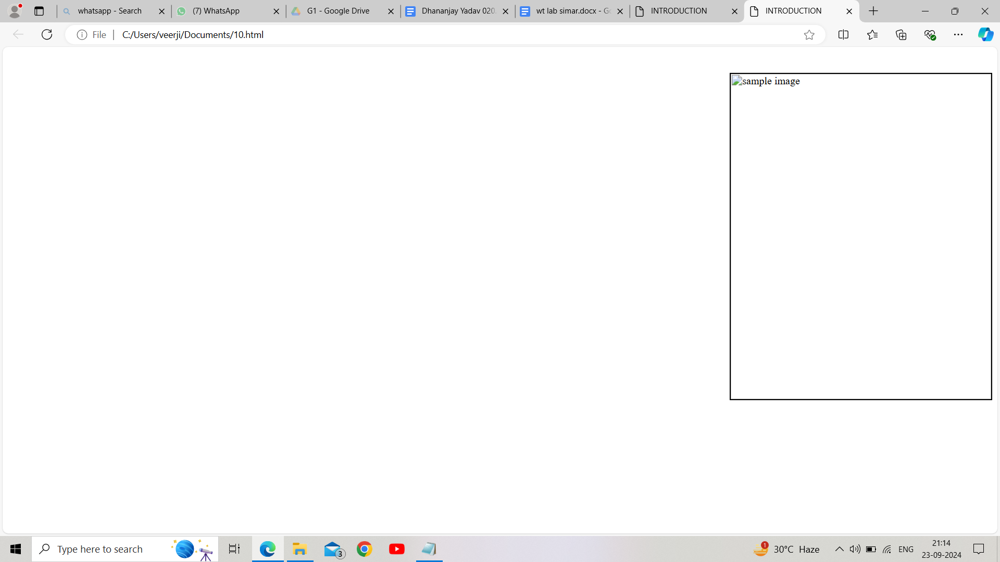 whatsapp - Search
(7) WhatsApp
G1 - Google Drive
Dhananjay Yadav 020.
wt lab simar.docx - Go
INTRODUCTION
INTRODUCTION
File
C:/Users/veerji/Documents/10.html
sample image
Type here to search
3
1
30°C Haze
ENG
21:14
23-09-2024